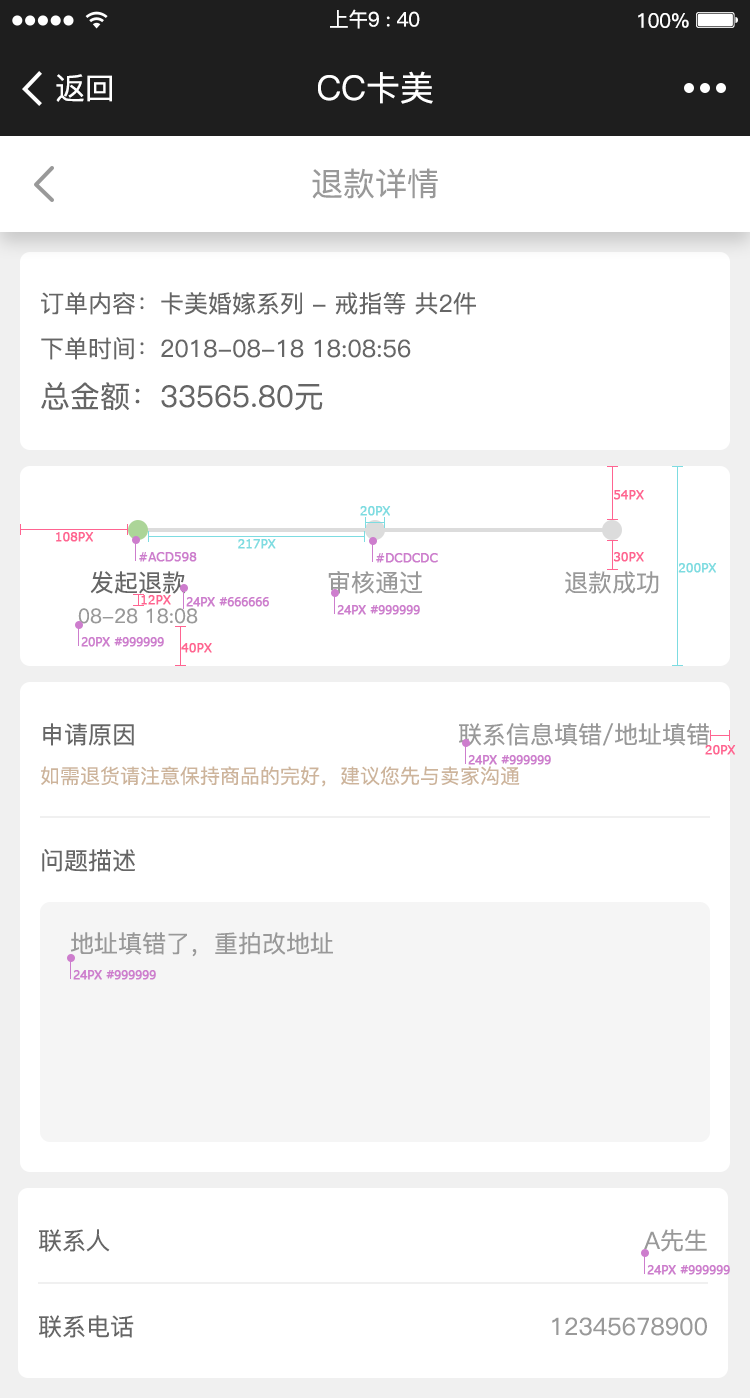 上午9 : 40
100%
返回
CC卡美
退款详情
订单内容：卡美婚嫁系列 - 戒指等 共2件
下单时间：2018-08-18 18:08:56
总金额：33565.80元
54PX
20PX
108PX
217PX
#ACD598
#DCDCDC
30PX
200PX
发起退款
审核通过
退款成功
12PX
24PX #666666
24PX #999999
08-28 18:08
20PX #999999
40PX
申请原因
联系信息填错/地址填错
20PX
24PX #999999
如需退货请注意保持商品的完好，建议您先与卖家沟通
问题描述
地址填错了，重拍改地址
24PX #999999
联系人
A先生
24PX #999999
联系电话
12345678900